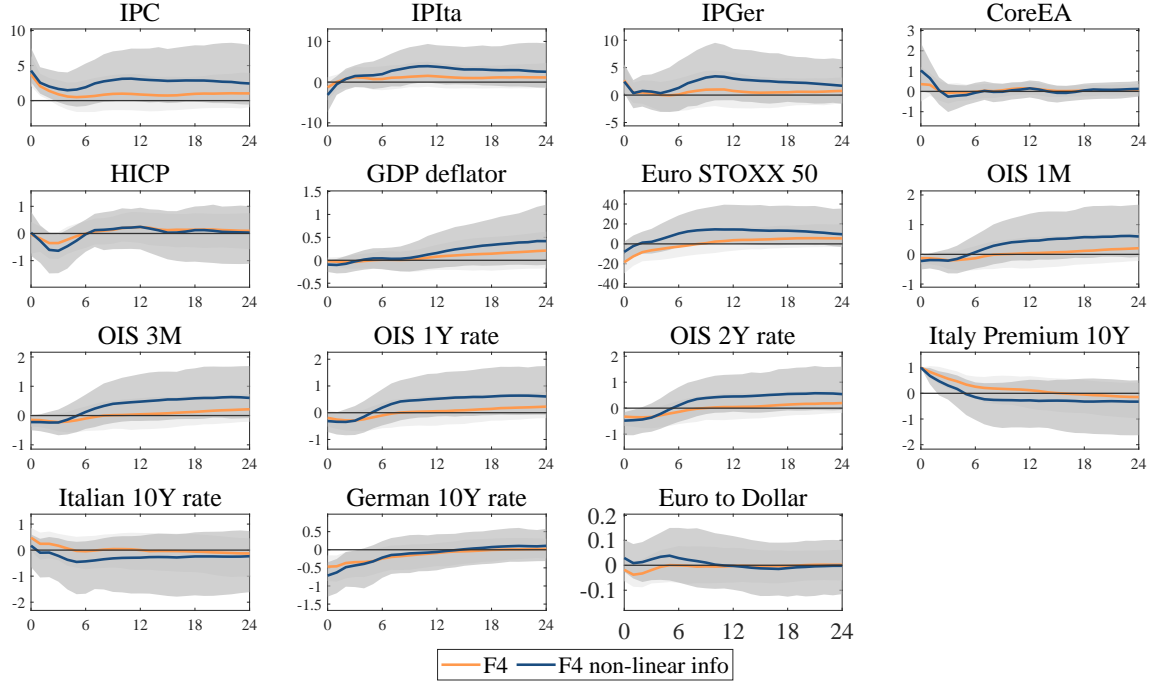 IPC IPIta IPGer CoreEA
10 5 0
0 6 12 18 24
10 0 -10
0 6 12 18 24
10 5 0 -5
0 6 12 18 24
3 2 1 0 -1
0 6 12 18 24
HICP GDP deflator Euro STOXX 50 OIS 1M
1 0 -1
0 6 12 18 24
1.5 1 0.5 0 -0.5
0 6 12 18 24
40 20 0 -20 -40
0 6 12 18 24
2 1 0 -1
0 6 12 18 24
OIS 3M OIS 1Y rate OIS 2Y rate Italy Premium 10Y
2 1 0 -1
0 6 12 18 24
2 1 0 -1
0 6 12 18 24
2 1 0 -1
0 6 12 18 24
1 0 -1 -2
0 6 12 18 24
Italian 10Y rate German 10Y rate Euro to Dollar
1 0 -1 -2
0 6 12 18 24
0.5 0 -0.5 -1 -1.5
0 6 12 18 24
0.2 0.1 0 -0.1
0 6 12 18 24
F4 F4 non-linear info